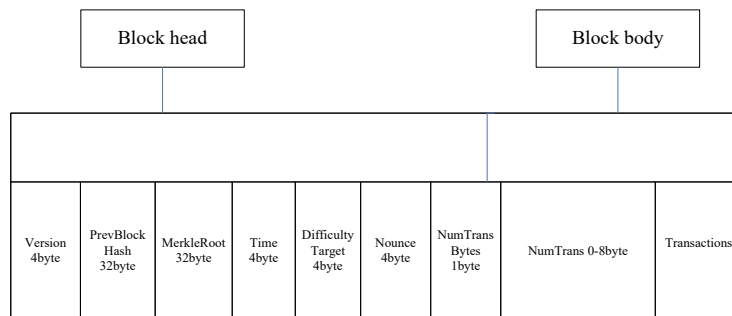 Block head
Block body
Version
4byte
PrevBlock
Hash
32byte
MerkleRoot
32byte
Time
4byte
Difficulty
Target
4byte
Nounce
4byte
NumTrans
Bytes
1byte
NumTrans 0-8byte
Transactions